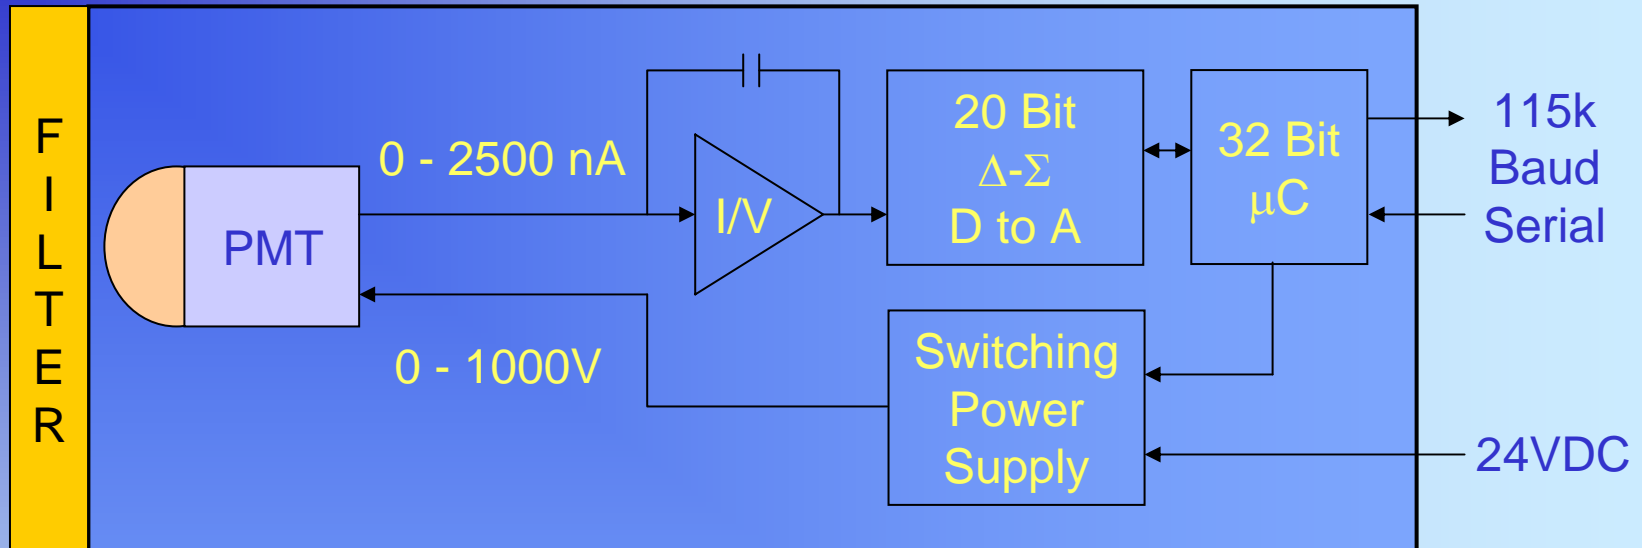 F
I
L
T
E
R
PMT
0 - 2500 nA
0 - 1000V
I/V
20 Bit
Δ-Σ
D to A
32 Bit
μC
Switching
Power
Supply
115k
Baud
Serial
24VDC